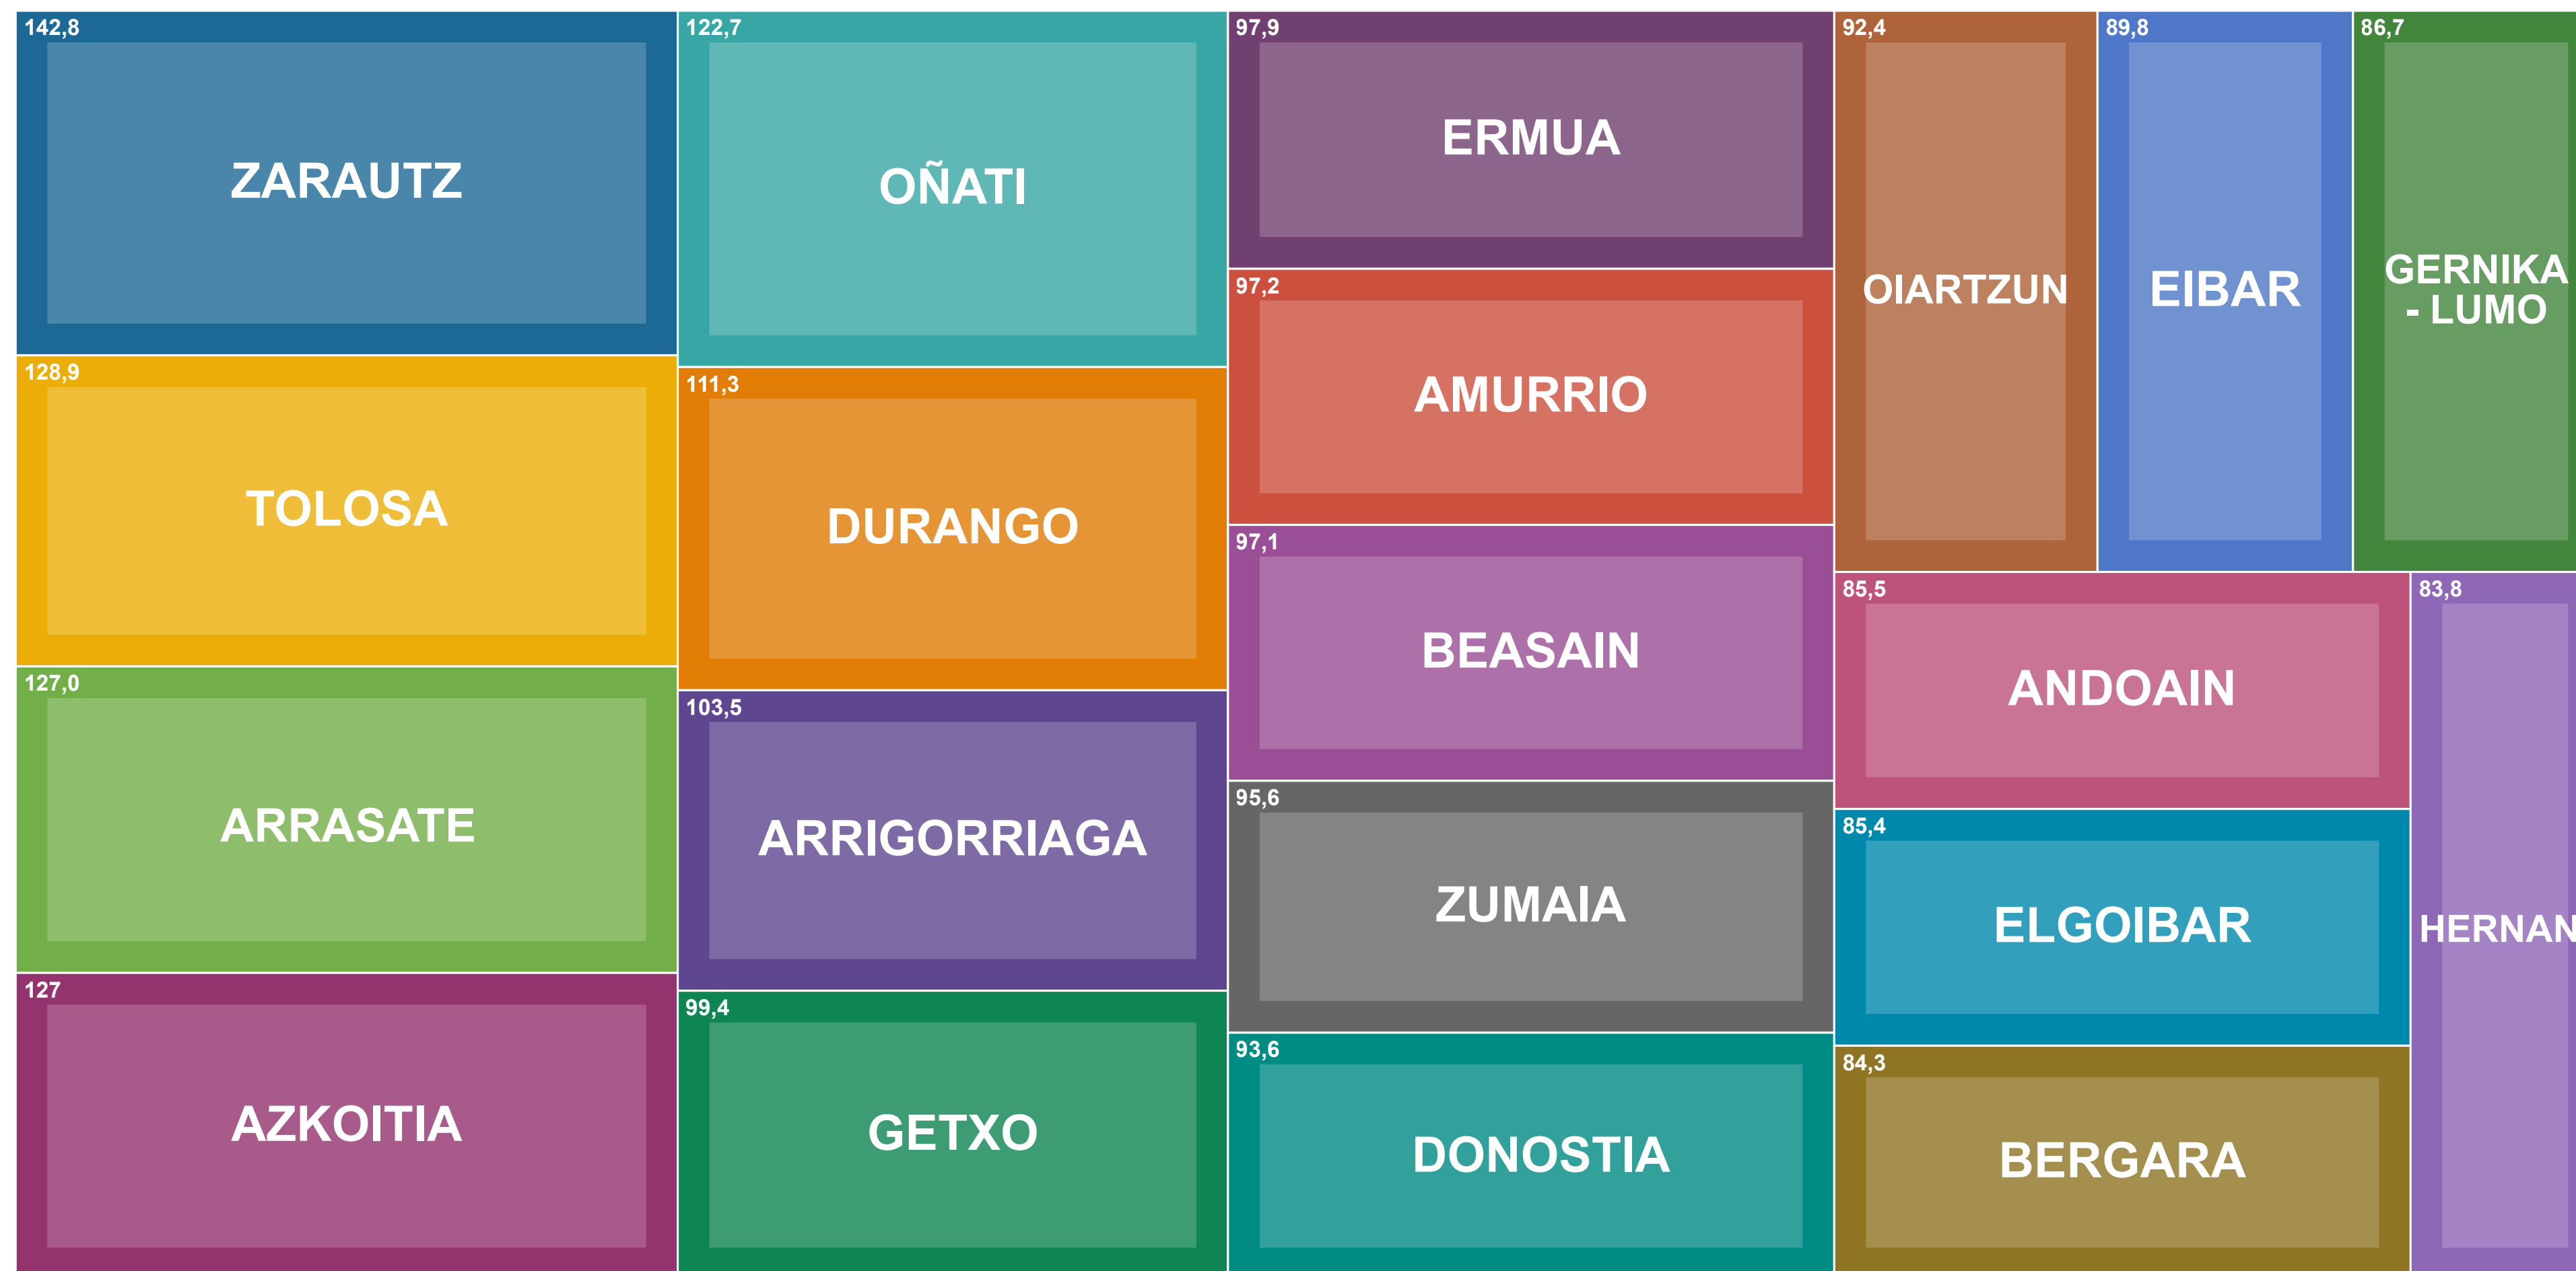 142,8
ZARAUTZ
128,9
TOLOSA
127,0
ARRASATE
127
AZKOITIA
122,7
OÑATI
111,3
DURANGO
103,5
ARRIGORRIAGA
99,4
GETXO
97,9
ERMUA
97,2
AMURRIO
97,1
BEASAIN
95,6
ZUMAIA
93,6
DONOSTIA
92,4
OIARTZUN
89,8
EIBAR
86,7
GERNIKA
- LUMO
85,5
ANDOAIN
85,4
ELGOIBAR
84,3
BERGARA
83,8
HERNAN